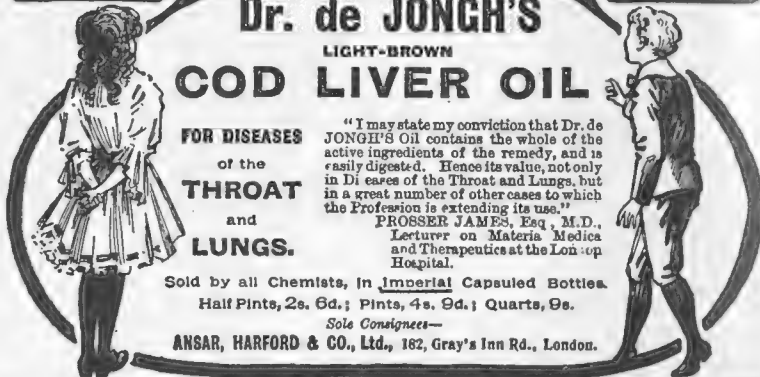 Dr. de JONGH'S
LIGHT-BROWN
COD LIVER OIL
FOR DISEASES
of the
THROAT
and
LUNGS.
"I may state my conviction that Dr. de
JONGH'S Oil contains the whole of the
active ingredients of the remedy, and is
easily digested. Hence its value, not only
in Di eases of the Throat and Lungs, but
in a great number of other cases to which
the Profession is extending its use."
PROSSER JAMES, Esq., M.D.,
Lecturer on Materia Medica
and Therapeutics at the London
Hospital.
Sold by all Chemists, in Imperial Capsuled Bottles.
Half Pints, 2s. 6d.; Pints, 4s. 9d.; Quarts, 9s.
Sole Consignees—
ANSAR, HARFORD & CO., Ltd., 182, Gray's Inn Rd., London.